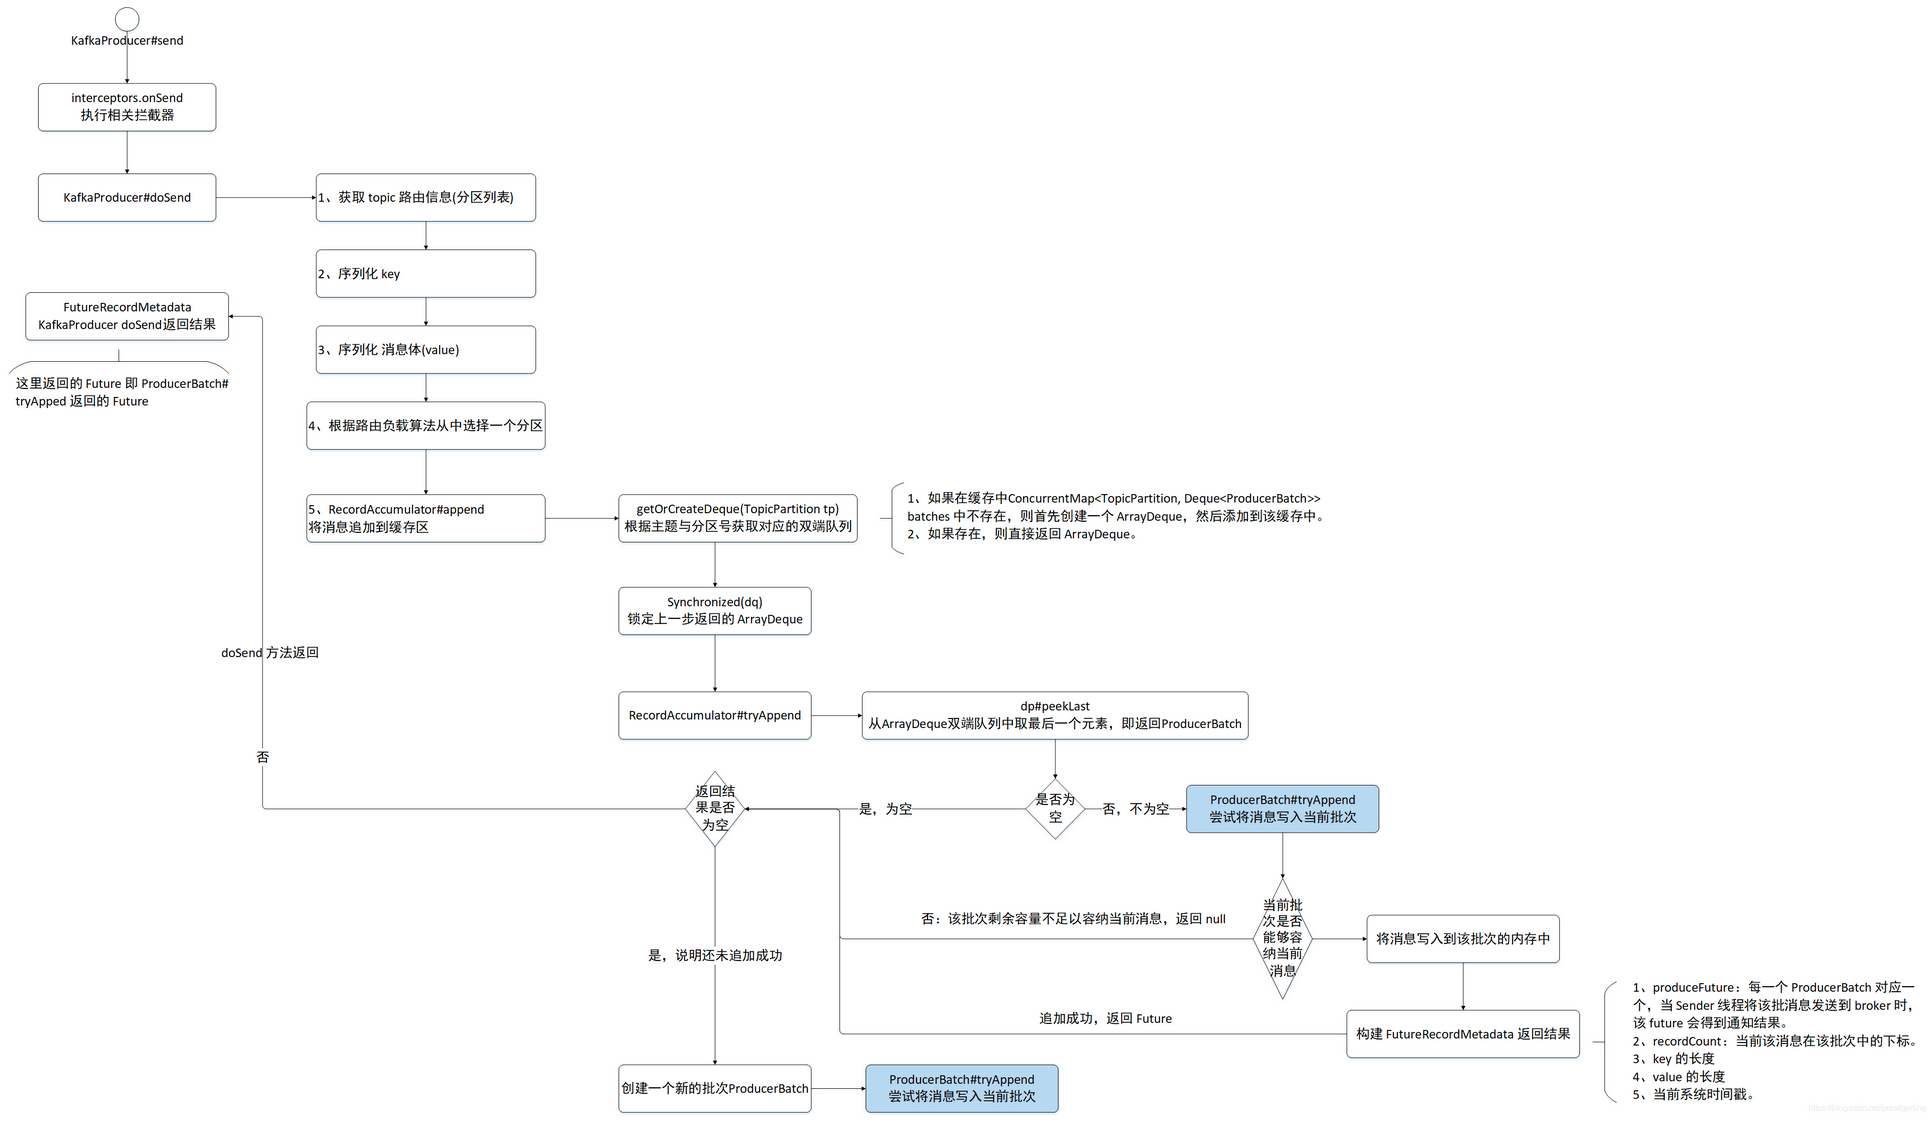 KafkaProducer#send
interceptors.onSend
执行相关拦截器
KafkaProducer#doSend
1、获取 topic 路由信息(分区列表)
2、序列化 key
FutureRecordMetadata
KafkaProducer doSend返回结果
3、序列化 消息体(value)
这里返回的 Future 即 ProducerBatch#
tryApped 返回的 Future
4、根据路由负载算法从中选择一个分区
5、RecordAccumulator#append
将消息追加到缓存区
getOrCreateDeque(TopicPartition tp)
根据主题与分区号获取对应的双端队列
1、如果在缓存中ConcurrentMap<TopicPartition, Deque<ProducerBatch>>
batches 中不存在，则首先创建一个 ArrayDeque，然后添加到该缓存中。
2、如果存在，则直接返回 ArrayDeque。
Synchronized(dq)
锁定上一步返回的 ArrayDeque
doSend 方法返回
RecordAccumulator#tryAppend
dp#peekLast
从ArrayDeque双端队列中取最后一个元素，即返回ProducerBatch
否
返回结
果是否
为空
是，为空
是否为
空
否，不为空
ProducerBatch#tryAppend
尝试将消息写入当前批次
否：该批次剩余容量不足以容纳当前消息，返回 null
当前批
次是否
能够容
纳当前
消息
将消息写入到该批次的内存中
是，说明还未追加成功
追加成功，返回 Future
构建 FutureRecordMetadata 返回结果
1、produceFuture：每一个 ProducerBatch 对应一
个，当 Sender 线程将该批消息发送到 broker 时，
该 future 会得到通知结果。
2、recordCount：当前该消息在该批次中的下标。
3、key 的长度
4、value 的长度
5、当前系统时间戳。
创建一个新的批次ProducerBatch
ProducerBatch#tryAppend
尝试将消息写入当前批次